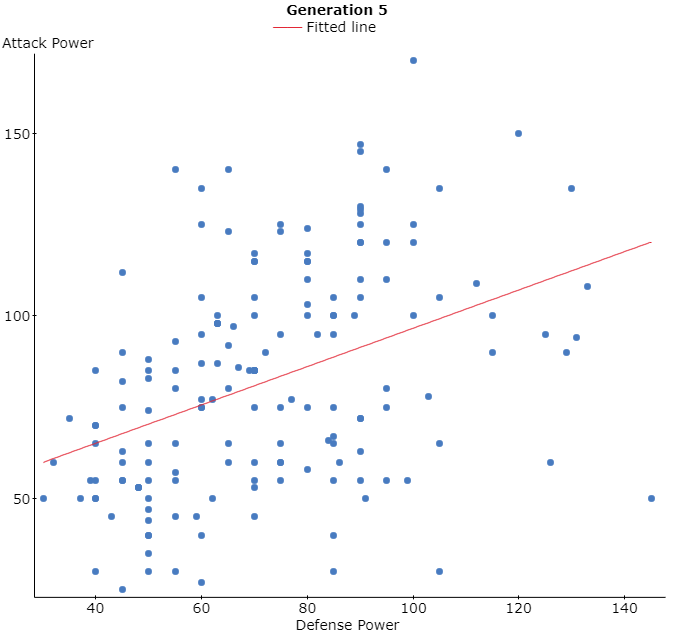 Generation 5
Fitted line
Attack Power
150
100
50
40 60 80 100 120 140
Defense Power